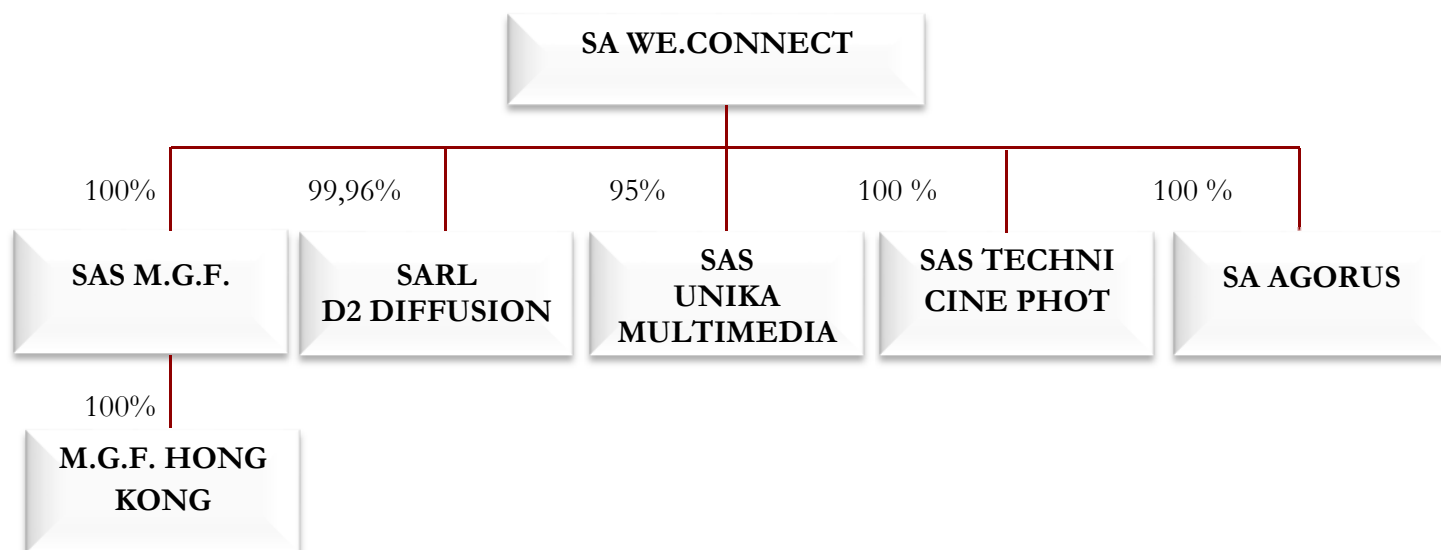 SA WE.CONNECT
100%
99,96%
95%
100 %
100 %
SAS M.G.F.
SARL
D2 DIFFUSION
SAS
UNIKA
MULTIMEDIA
SAS TECHNI
CINE PHOT
SA AGORUS
100%
M.G.F. HONG
KONG